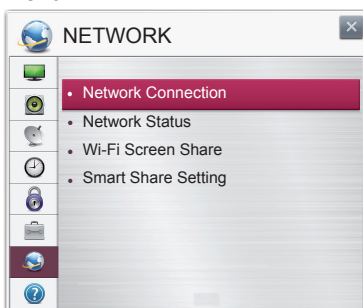 NETWORK
• Network Connection
• Network Status
• Wi-Fi Screen Share
• Smart Share Setting